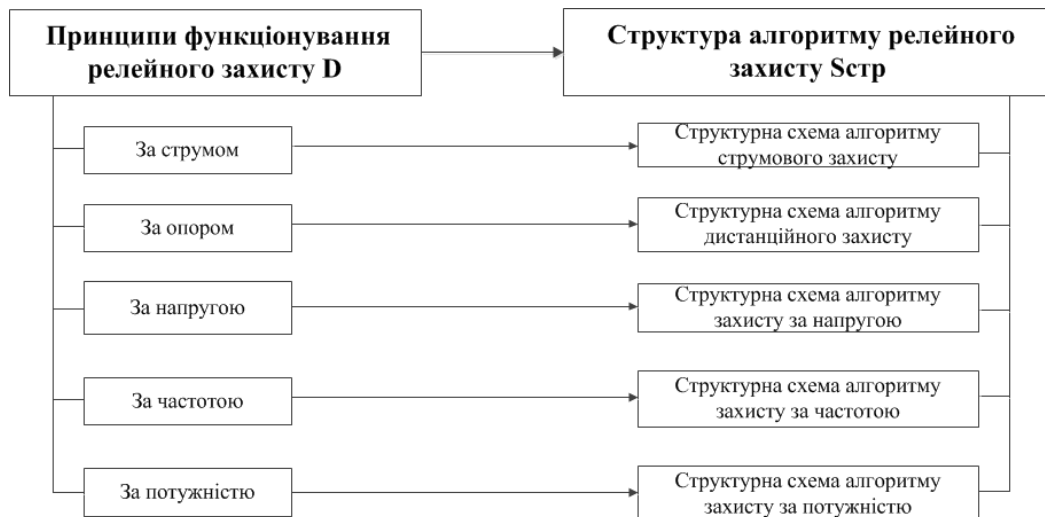 Принципи функціонування
релейного захисту D
Структура алгоритму релейного
захисту Sстр
За струмом
Структурна схема алгоритму
струмового захисту
За опором
Структурна схема алгоритму
дистанційного захисту
За напругою
Структурна схема алгоритму
захисту за напругою
За частотою
Структурна схема алгоритму
захисту за частотою
За потужністю
Структурна схема алгоритму
захисту за потужністю